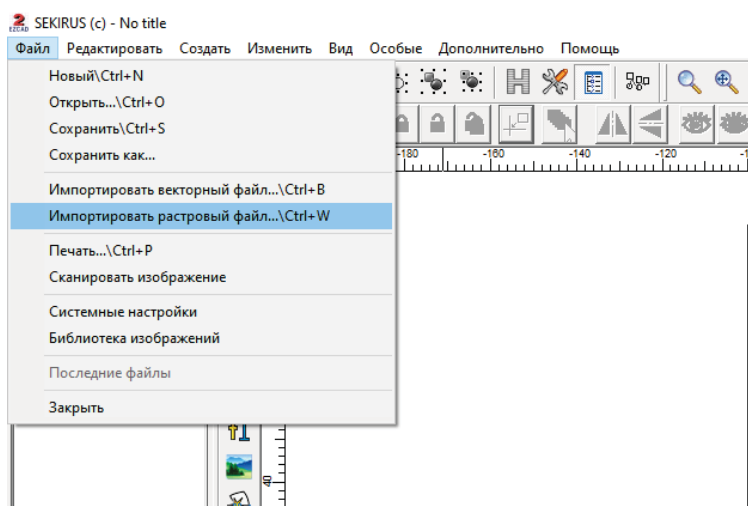 2
EZCAD
SEKIRUS (c) - No title
Файл Редактировать Создать Изменить Вид Особые Дополнительно Помощь
Новый\Ctrl+N
Открыть...\Ctrl+O
Сохранить\Ctrl+S
Сохранить как...
Импортировать векторный файл...\Ctrl+B
Импортировать растровый файл...\Ctrl+W
Печать...\Ctrl+P
Сканировать изображение
Системные настройки
Библиотека изображений
Последние файлы
Закрыть
-180 -160 -140 -120
40